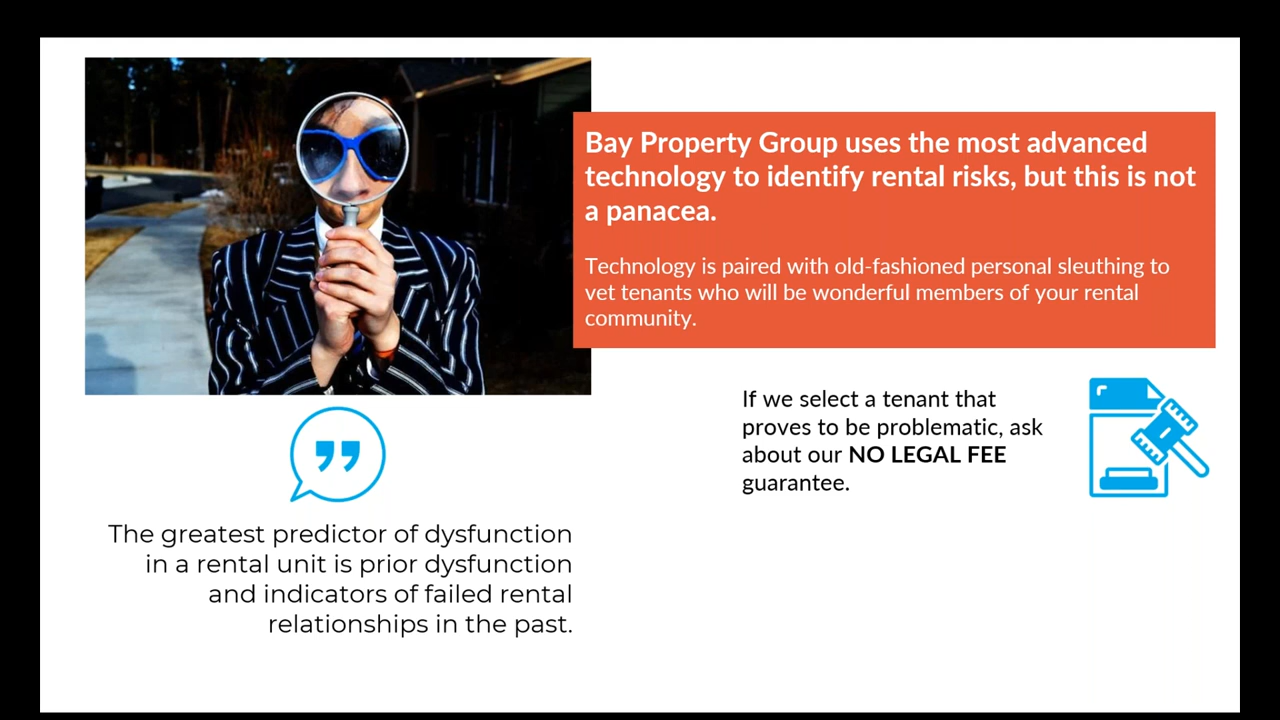 Bay Property Group uses the most advanced
technology to identify rental risks, but this is not
a panacea.
Technology is paired with old-fashioned personal sleuthing to
vet tenants who will be wonderful members of your rental
community.
If we select a tenant that
proves to be problematic, ask
about our NO LEGAL FEE
guarantee.
The greatest predictor of dysfunction
in a rental unit is prior dysfunction
and indicators of failed rental
relationships in the past.